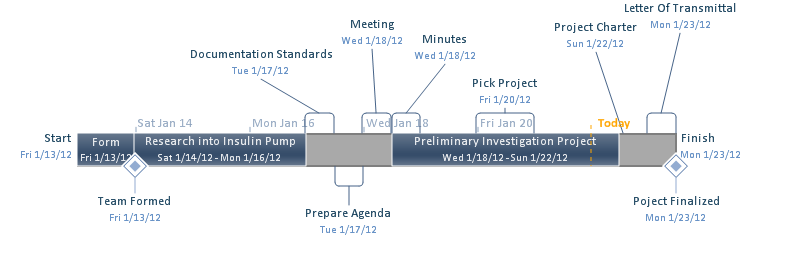 Letter Of Transmittal
Mon 1/23/12
Meeting
Wed 1/18/12
Project Charter
Sun 1/22/12
Minutes
Wed 1/18/12
Documentation Standards
Tue 1/17/12
Pick Project
Fri 1/20/12
Sat Jan 14
Mon Jan 16
Wed Jan 18
Fri Jan 20
Today
Start
Fri 1/13/12
Form
Fri 1/13/12
Research into Insulin Pump
Sat 1/14/12 - Mon 1/16/12
Preliminary Investigation Project
Wed 1/18/12 - Sun 1/22/12
Finish
Mon 1/23/12
Team Formed
Fri 1/13/12
Prepare Agenda
Tue 1/17/12
Poject Finalized
Mon 1/23/12